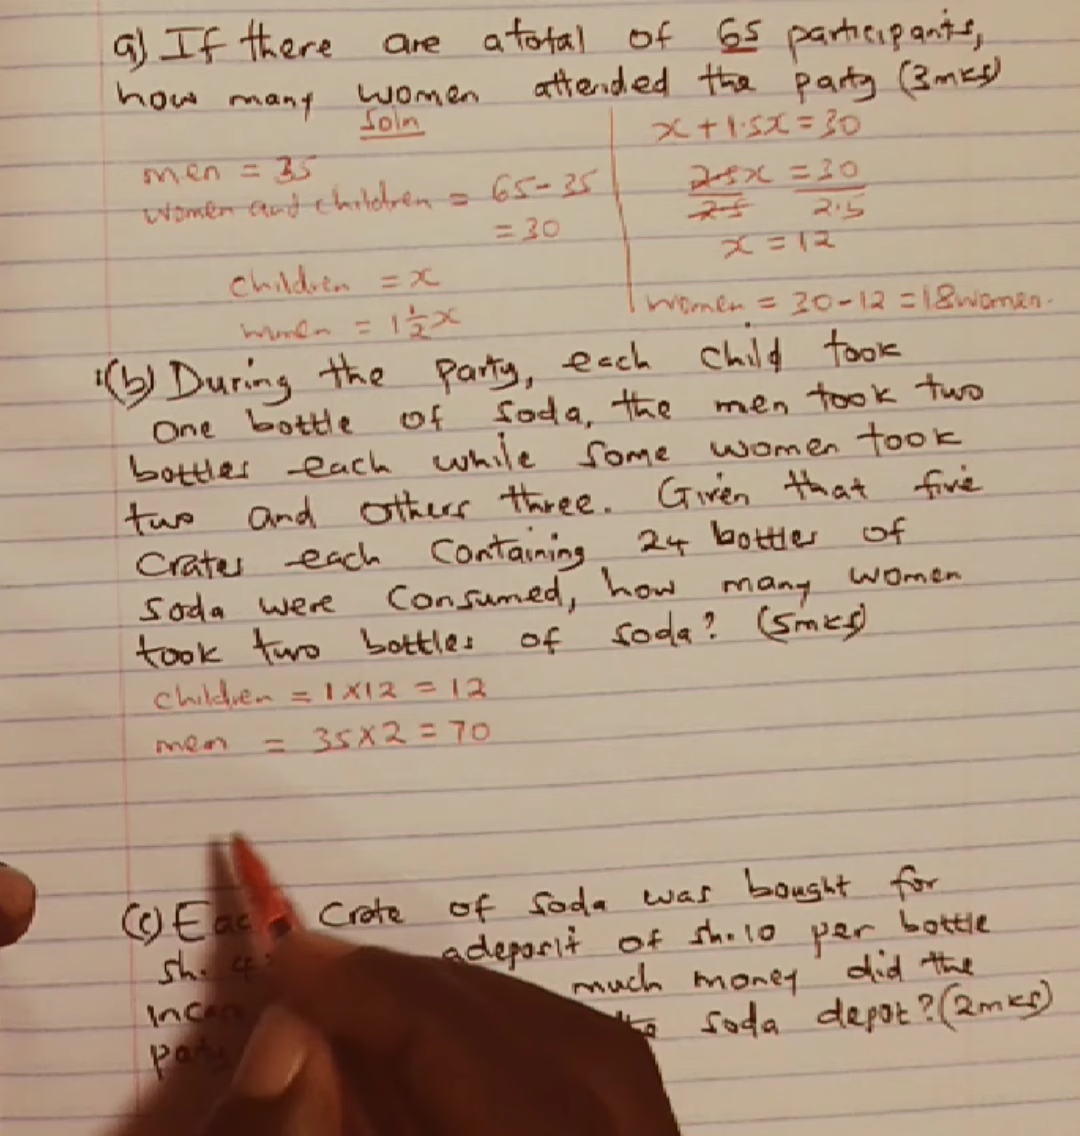 a) If there are a total of 65 participants,
how many women attended the party (3mks)
Soln
men = 35
women and children = 65 - 35
= 30
children = x
women = 1 1/2 x
x + 1.5x = 30
2.5x = 30
2.5 2.5
x = 12
women = 30 - 12 = 18 women.
(b) During the party, each child took
one bottle of soda, the men took two
bottles each while some women took
two and others three. Given that five
crates each containing 24 bottles of
soda were consumed, how many women
took two bottles of soda? (5mks)
children = 1 x 12 = 12
men = 35 x 2 = 70
(c) Each crate of soda was bought for
sh. a deposit of sh.10 per bottle
much money did the
soda depot? (2mks)